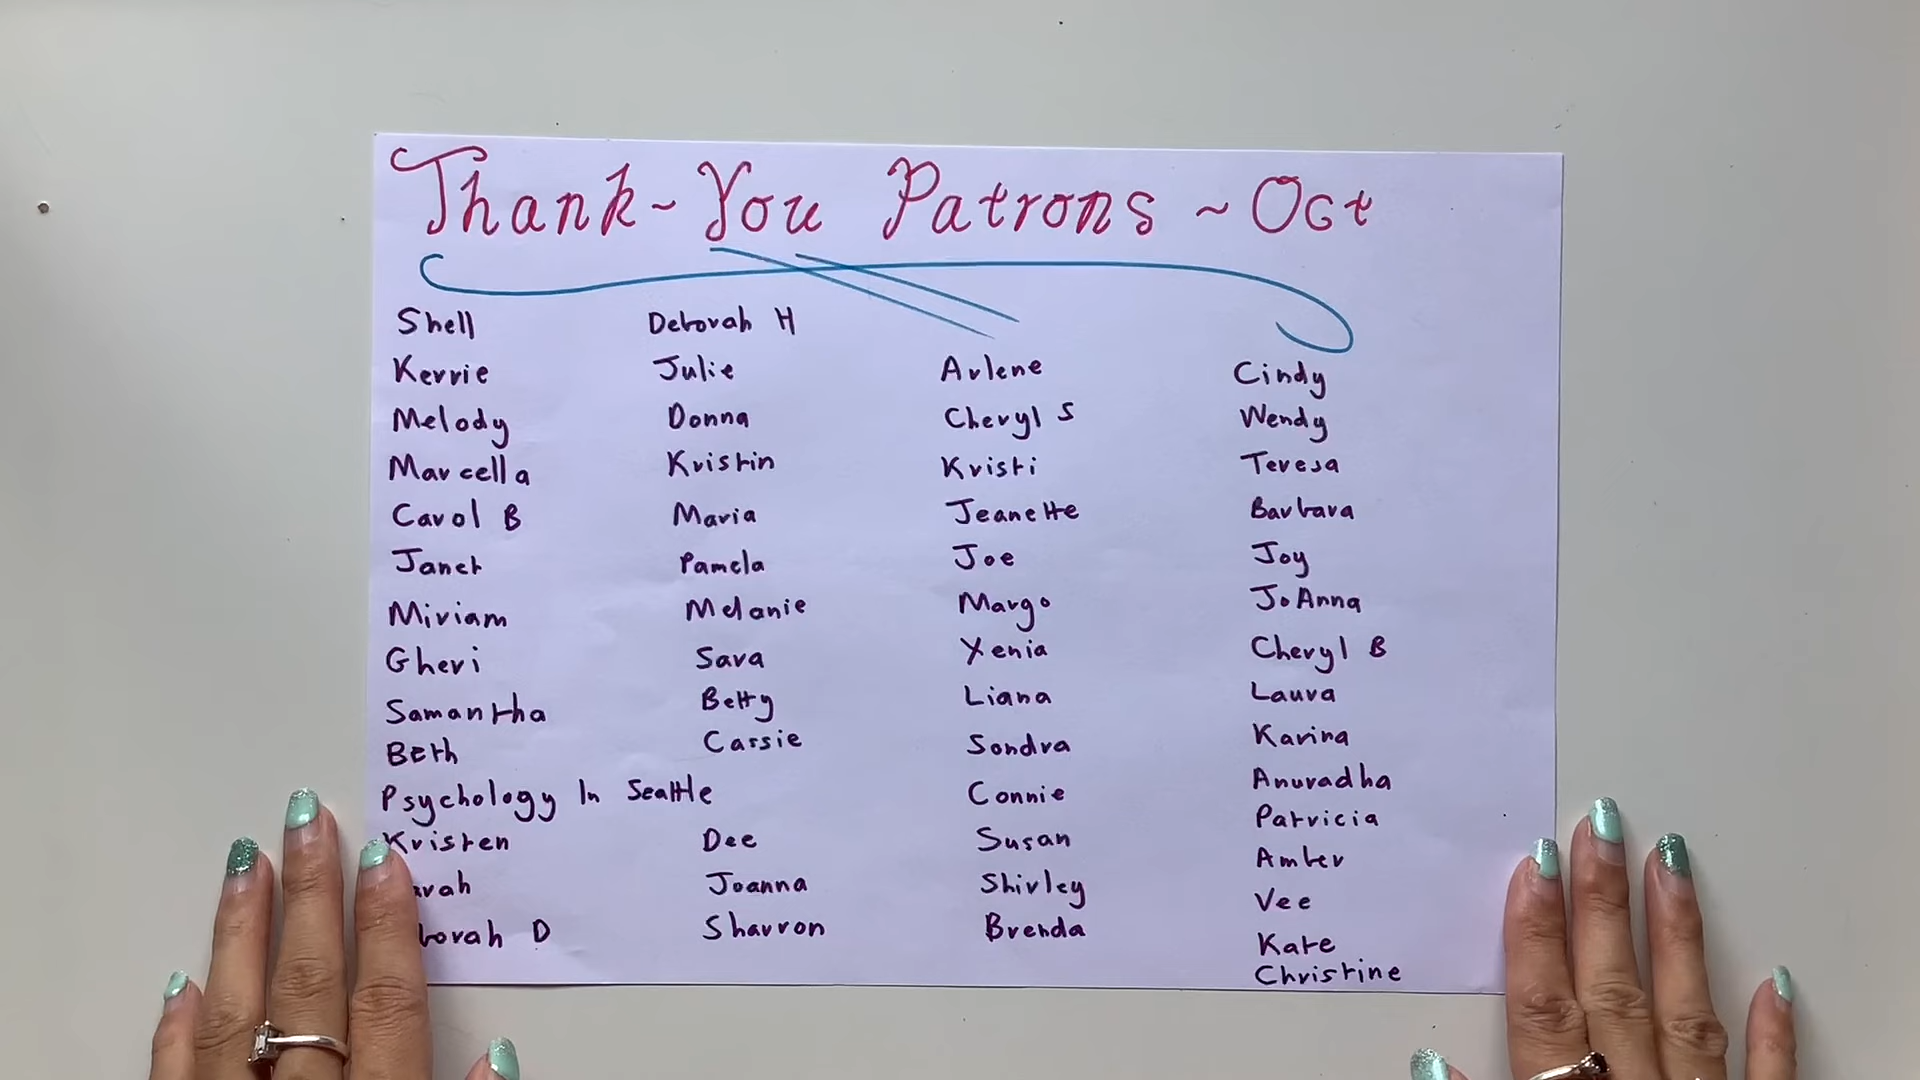 Thank-You Patrons ~ Oct
Shell
Kerrie
Melody
Marcella
Carol B
Janet
Miriam
Gheri
Samantha
Beth
Psychology In Seattle
Kristen
arah
borah D
Deborah H
Julie
Donna
Kristin
Maria
Pamela
Melanie
Sara
Betty
Cassie
Dee
Joanna
Sharron
Arlene
Cheryl S
Kristi
Jeanette
Joe
Margo
Xenia
Liana
Sondra
Connie
Susan
Shirley
Brenda
Cindy
Wendy
Teresa
Barbara
Joy
JoAnna
Cheryl B
Laura
Karina
Anuradha
Patricia
Amber
Vee
Kate
Christine